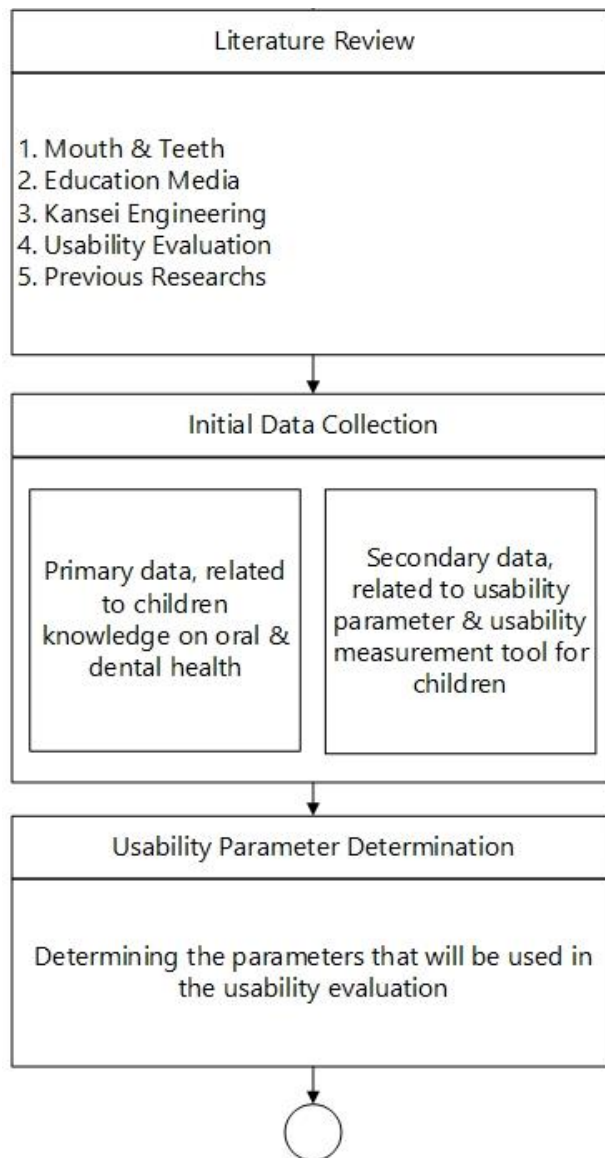 Literature Review
1. Mouth & Teeth
2. Education Media
3. Kansei Engineering
4. Usability Evaluation
5. Previous Researchs
Initial Data Collection
Primary data, related
to children
knowledge on oral &
dental health
Secondary data,
related to usability
parameter & usability
measurement tool for
children
Usability Parameter Determination
Determining the parameters that will be used in
the usability evaluation